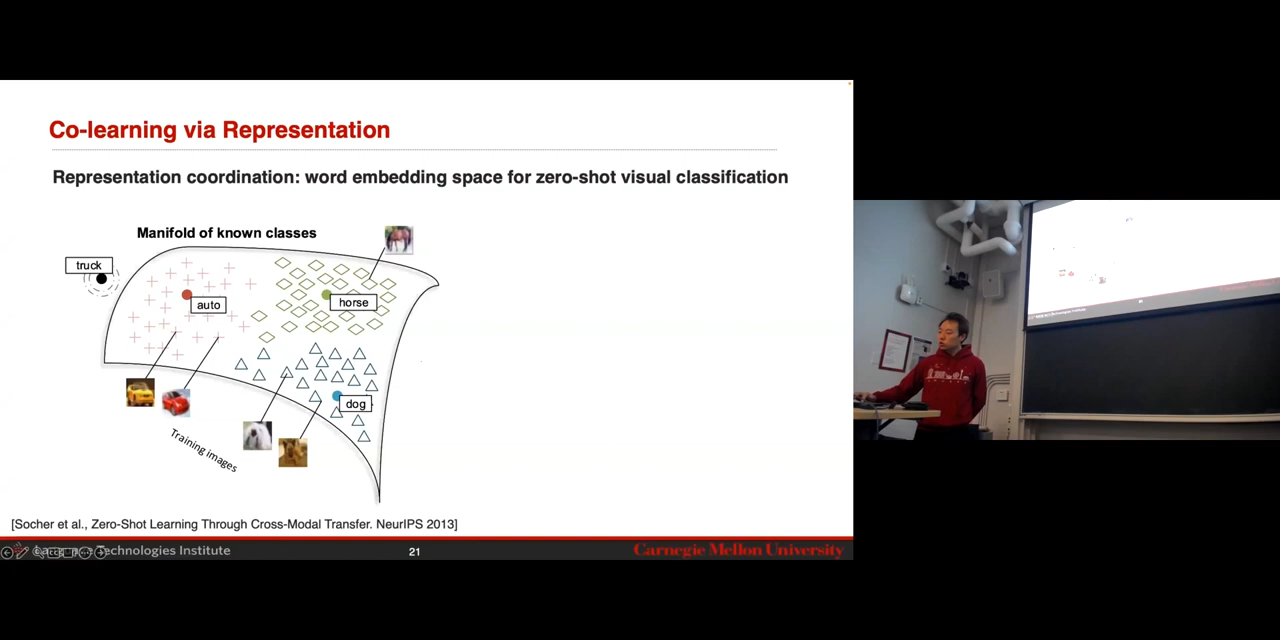 Co-learning via Representation
Representation coordination: word embedding space for zero-shot visual classification
Manifold of known classes
truck
auto
horse
dog
Training images
[Socher et al., Zero-Shot Learning Through Cross-Modal Transfer. NeurIPS 2013]
Technologies Institute
21
Carnegie Mellon University